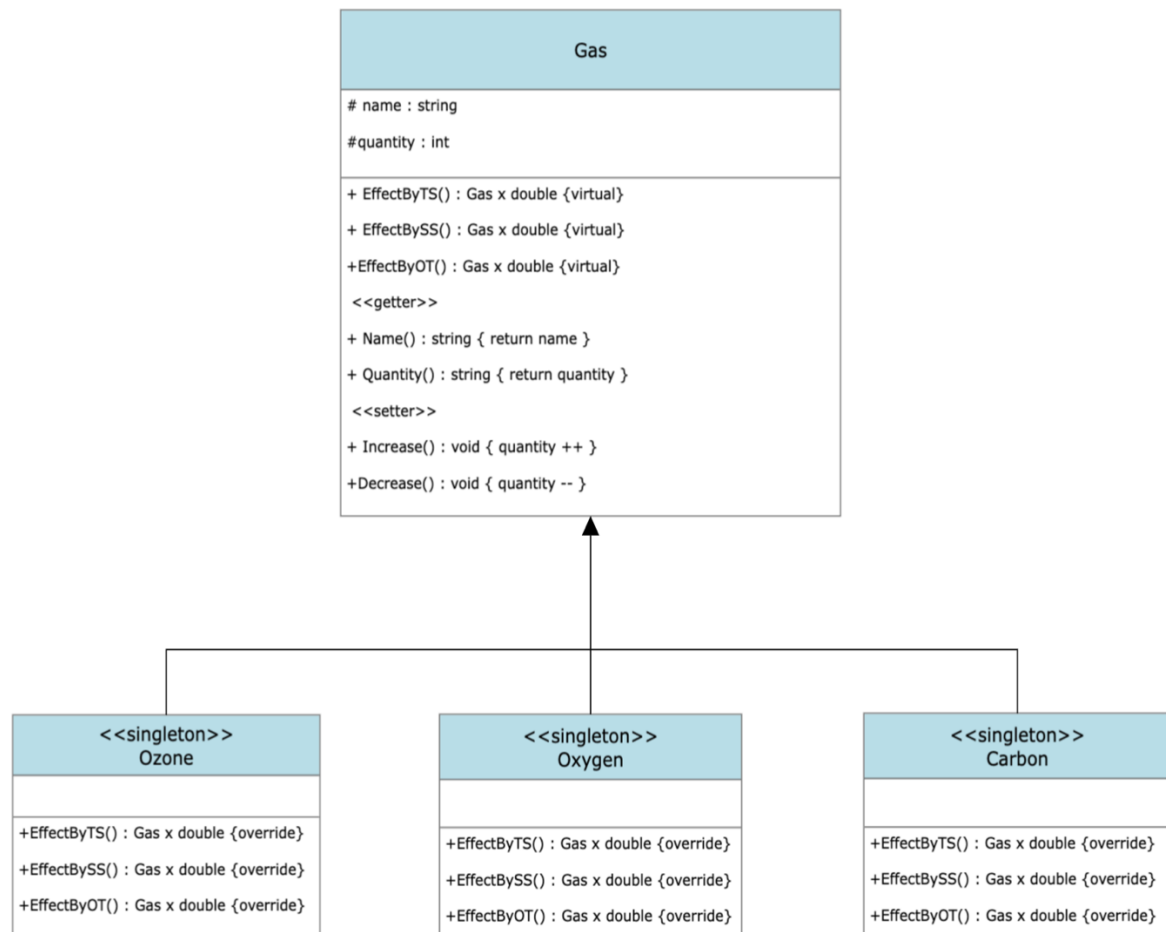 Gas
# name : string
#quantity : int
+ EffectByTS() : Gas x double {virtual}
+ EffectBySS() : Gas x double {virtual}
+EffectByOT() : Gas x double {virtual}
<<getter>>
+ Name() : string { return name }
+ Quantity() : string { return quantity }
<<setter>>
+ Increase() : void { quantity ++ }
+Decrease() : void { quantity -- }
<<singleton>>
Ozone
+EffectByTS() : Gas x double {override}
+EffectBySS() : Gas x double {override}
+EffectByOT() : Gas x double {override}
<<singleton>>
Oxygen
+EffectByTS() : Gas x double {override}
+EffectBySS() : Gas x double {override}
+EffectByOT() : Gas x double {override}
<<singleton>>
Carbon
+EffectByTS() : Gas x double {override}
+EffectBySS() : Gas x double {override}
+EffectByOT() : Gas x double {override}